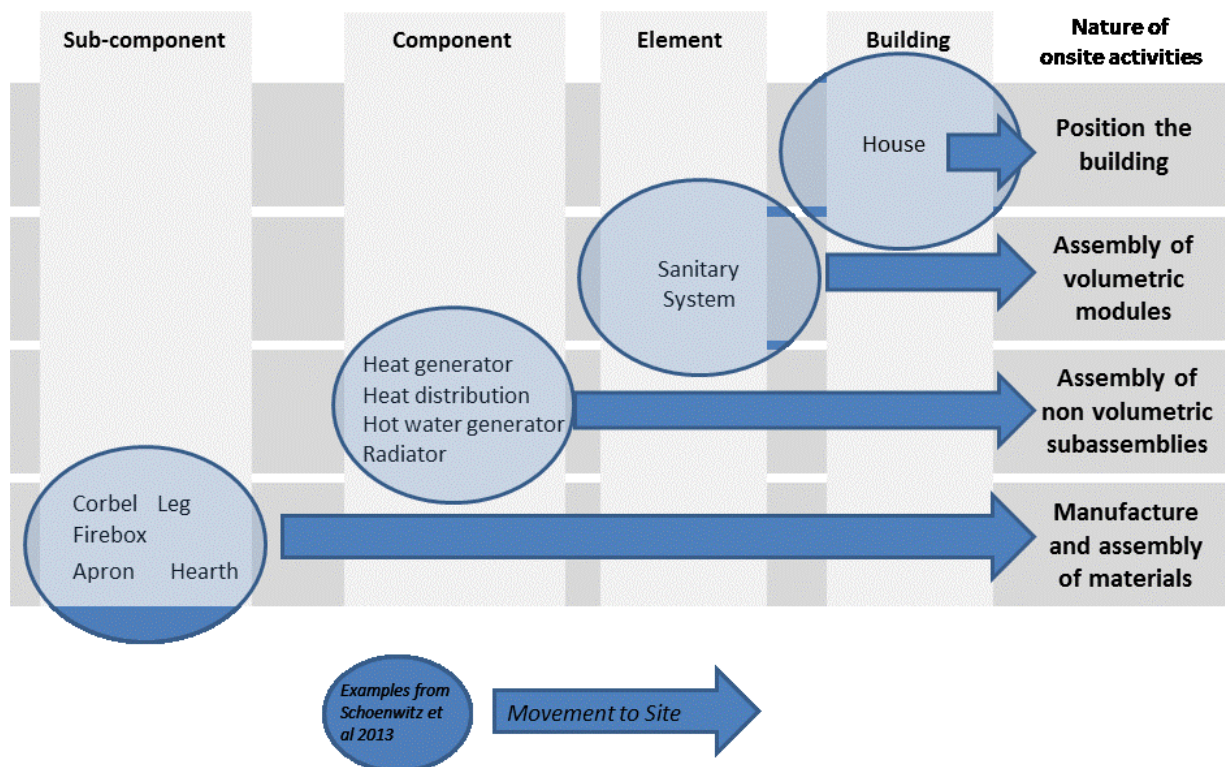 Sub-component
Component
Element
Building
Nature of
onsite activities
House
Position the
building
Sanitary
System
Assembly of
volumetric
modules
Heat generator
Heat distribution
Hot water generator
Radiator
Assembly of
non volumetric
subassemblies
Corbel Leg
Firebox
Apron Hearth
Manufacture
and assembly
of materials
Examples from
Schoenwitz et
al 2013
Movement to Site